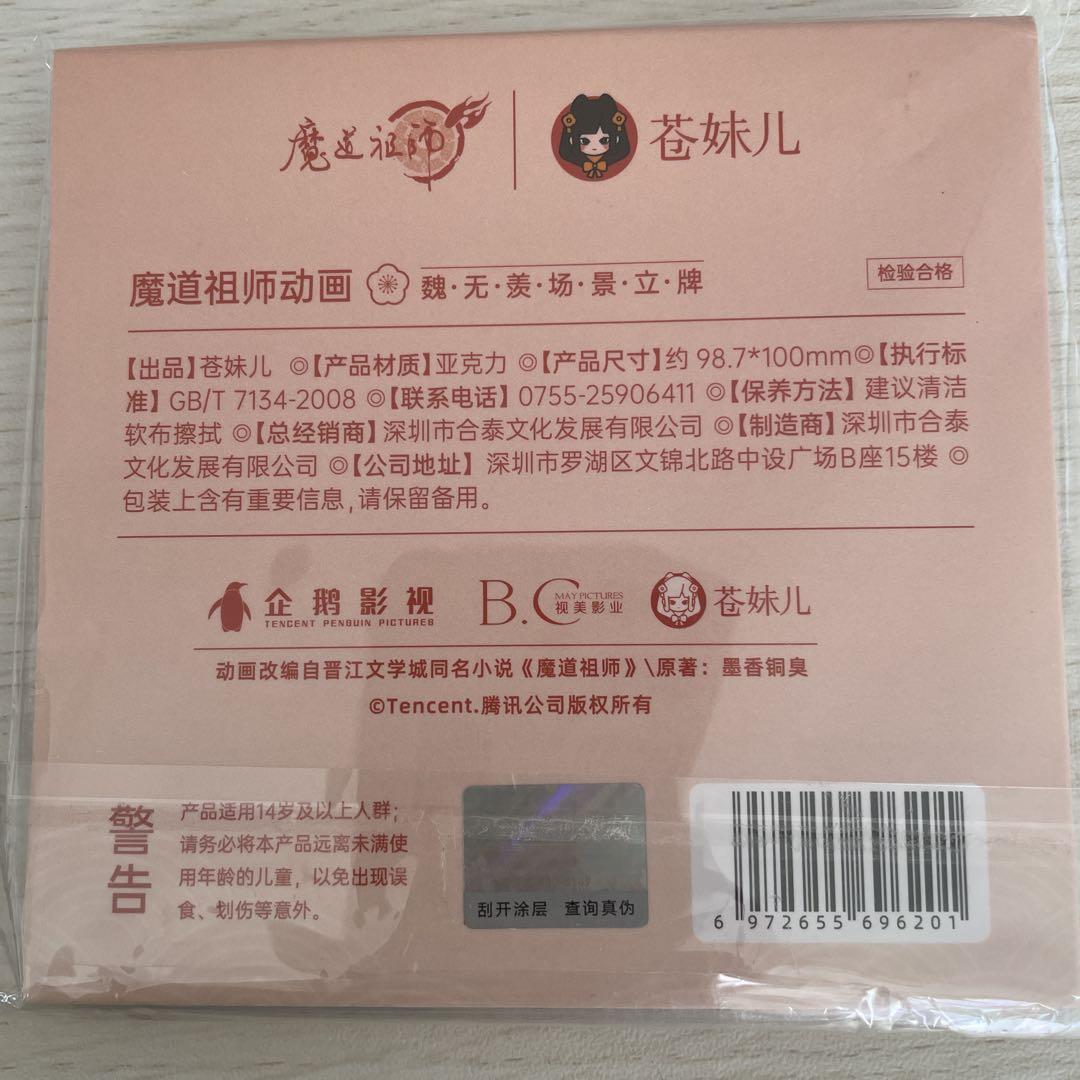 魔道祖师
苍妹儿
魔道祖师动画 魏·无·羡·场·景·立·牌
检验合格
【出品】苍妹儿 ◎【产品材质】亚克力 ◎【产品尺寸】约 98.7*100mm◎【执行标
准】GB/T 7134-2008 ◎【联系电话】0755-25906411 ◎【保养方法】建议清洁
软布擦拭 ◎【总经销商】深圳市合泰文化发展有限公司 ◎【制造商】深圳市合泰
文化发展有限公司 ◎【公司地址】 深圳市罗湖区文锦北路中设广场B座15楼 ◎
包装上含有重要信息,请保留备用。
企鹅影视
TENCENT PENGUIN PICTURES
B.C
MAY PICTURES
视美影业
苍妹儿
动画改编自晋江文学城同名小说《魔道祖师》\原著：墨香铜臭
©Tencent.腾讯公司版权所有
警告
产品适用14岁及以上人群；
请务必将本产品远离未满使
用年龄的儿童，以免出现误
食、划伤等意外。
刮开涂层 查询真伪
6 972655 696201